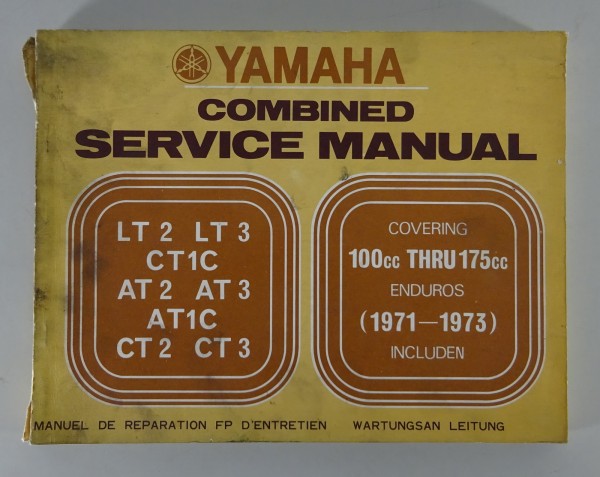 YAMAHA
COMBINED
SERVICE MANUAL
LT 2 LT 3
CT1C
AT 2 AT 3
AT1C
CT 2 CT 3
COVERING
100cc THRU 175cc
ENDUROS
(1971—1973)
INCLUDEN
MANUEL DE REPARATION FP D'ENTRETIEN WARTUNGSAN LEITUNG